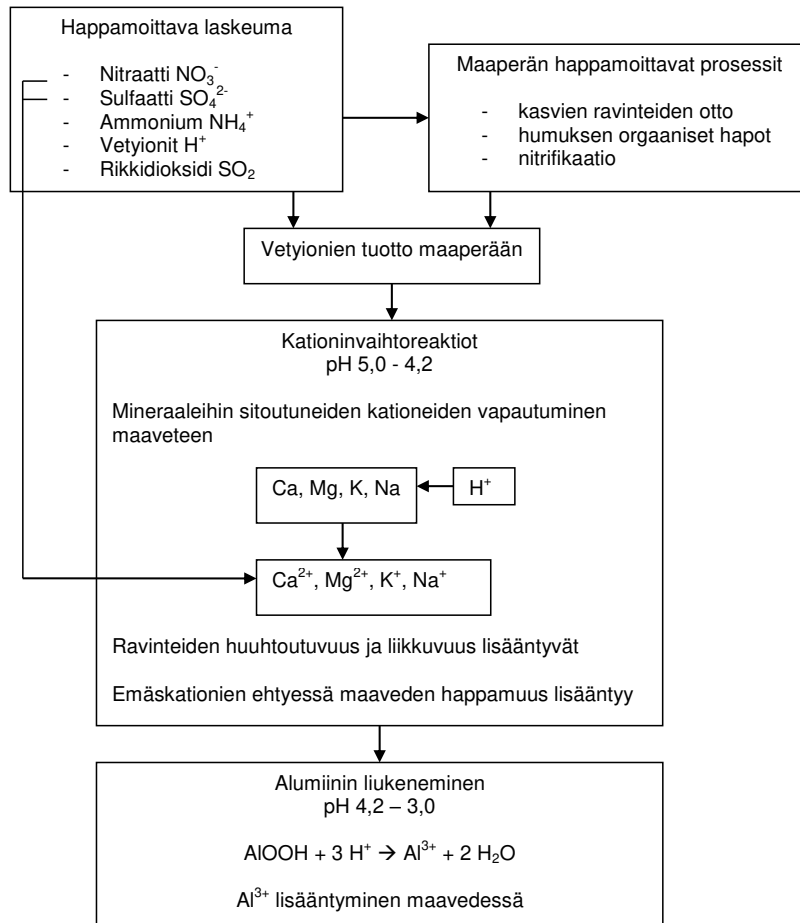 Happamoittava laskeuma
- Nitraatti NO₃⁻
- Sulfaatti SO₄²⁻
- Ammonium NH₄⁺
- Vetyionit H⁺
- Rikkidioksidi SO₂
Maaperän happamoittavat prosessit
- kasvien ravinteiden otto
- humuksen orgaaniset hapot
- nitrifikaatio
Vetyionien tuotto maaperään
Kationinvaihtoreaktiot
pH 5,0 - 4,2
Mineraaleihin sitoutuneiden kationeiden vapautuminen
maaveteen
Ca, Mg, K, Na
H⁺
Ca²⁺, Mg²⁺, K⁺, Na⁺
Ravinteiden huuhtoutuvuus ja liikkuvuus lisääntyvät
Emäskationien ehtyessä maaveden happamuus lisääntyy
Alumiinin liukeneminen
pH 4,2 – 3,0
AlOOH + 3 H⁺ → Al³⁺ + 2 H₂O
Al³⁺ lisääntyminen maavedessä